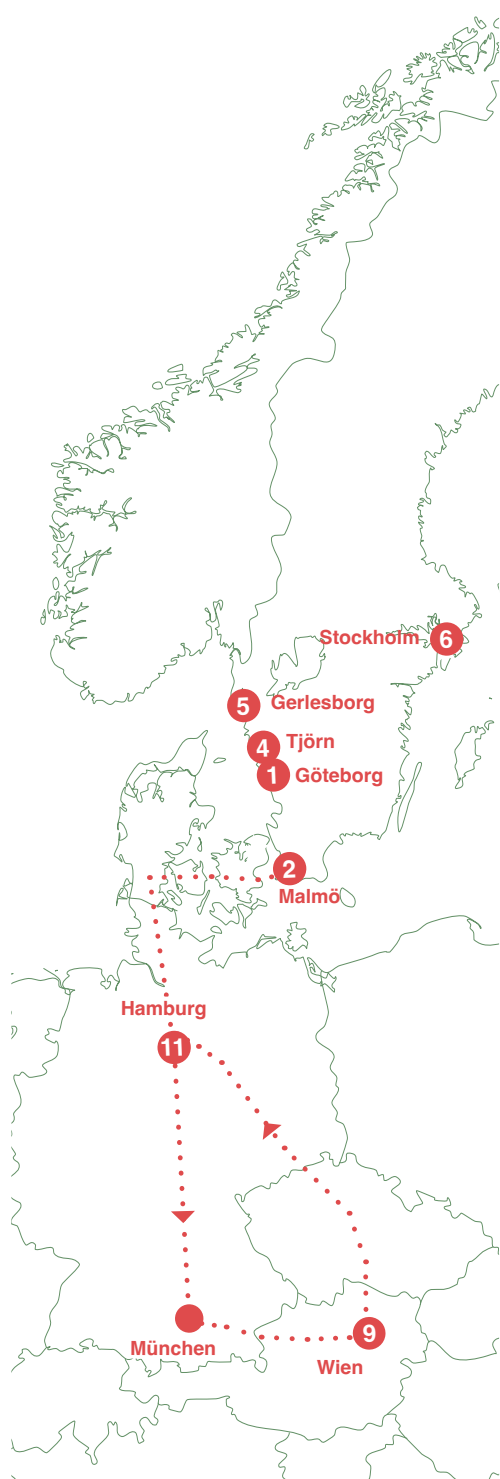 Stockholm 6
5 Gerlesborg
4 Tjörn
1 Göteborg
2
Malmö
Hamburg
11
München
9
Wien